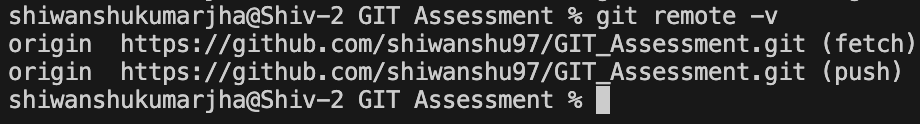 shiwanshukumarjha@Shiv-2 GIT Assessment % git remote -v
origin  https://github.com/shiwanshu97/GIT_Assessment.git (fetch)
origin  https://github.com/shiwanshu97/GIT_Assessment.git (push)
shiwanshukumarjha@Shiv-2 GIT Assessment %